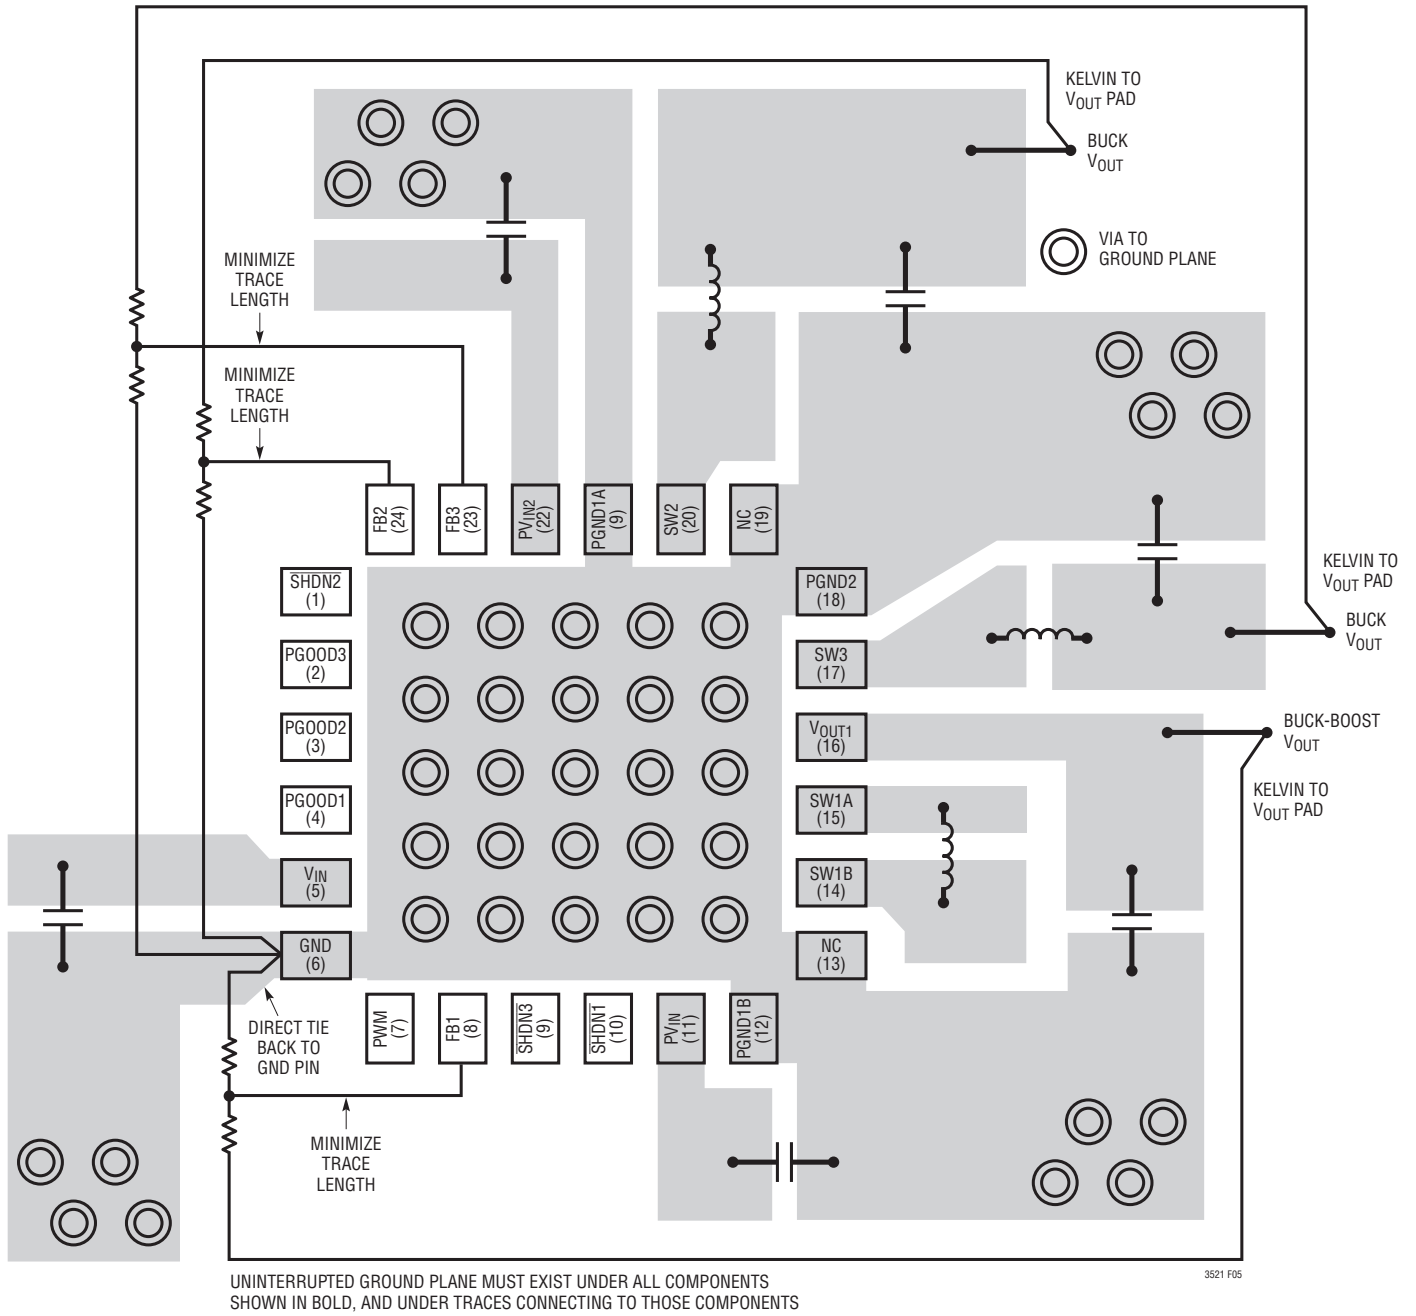 KELVIN TO
VOUT PAD
BUCK
VOUT
VIA TO
GROUND PLANE
MINIMIZE
TRACE
LENGTH
MINIMIZE
TRACE
LENGTH
FB2
(24)
FB3
(23)
PVIN2
(22)
PGND1A
(9)
SW2
(20)
NC
(19)
KELVIN TO
VOUT PAD
BUCK
VOUT
SHDN2
(1)
PGOOD3
(2)
PGOOD2
(3)
PGOOD1
(4)
VIN
(5)
GND
(6)
PGND2
(18)
SW3
(17)
VOUT1
(16)
SW1A
(15)
SW1B
(14)
NC
(13)
BUCK-BOOST
VOUT
KELVIN TO
VOUT PAD
PWM
(7)
FB1
(8)
SHDN3
(9)
SHDN1
(10)
PVIN
(11)
PGND1B
(12)
DIRECT TIE
BACK TO
GND PIN
MINIMIZE
TRACE
LENGTH
3521 F05
UNINTERRUPTED GROUND PLANE MUST EXIST UNDER ALL COMPONENTS
SHOWN IN BOLD, AND UNDER TRACES CONNECTING TO THOSE COMPONENTS